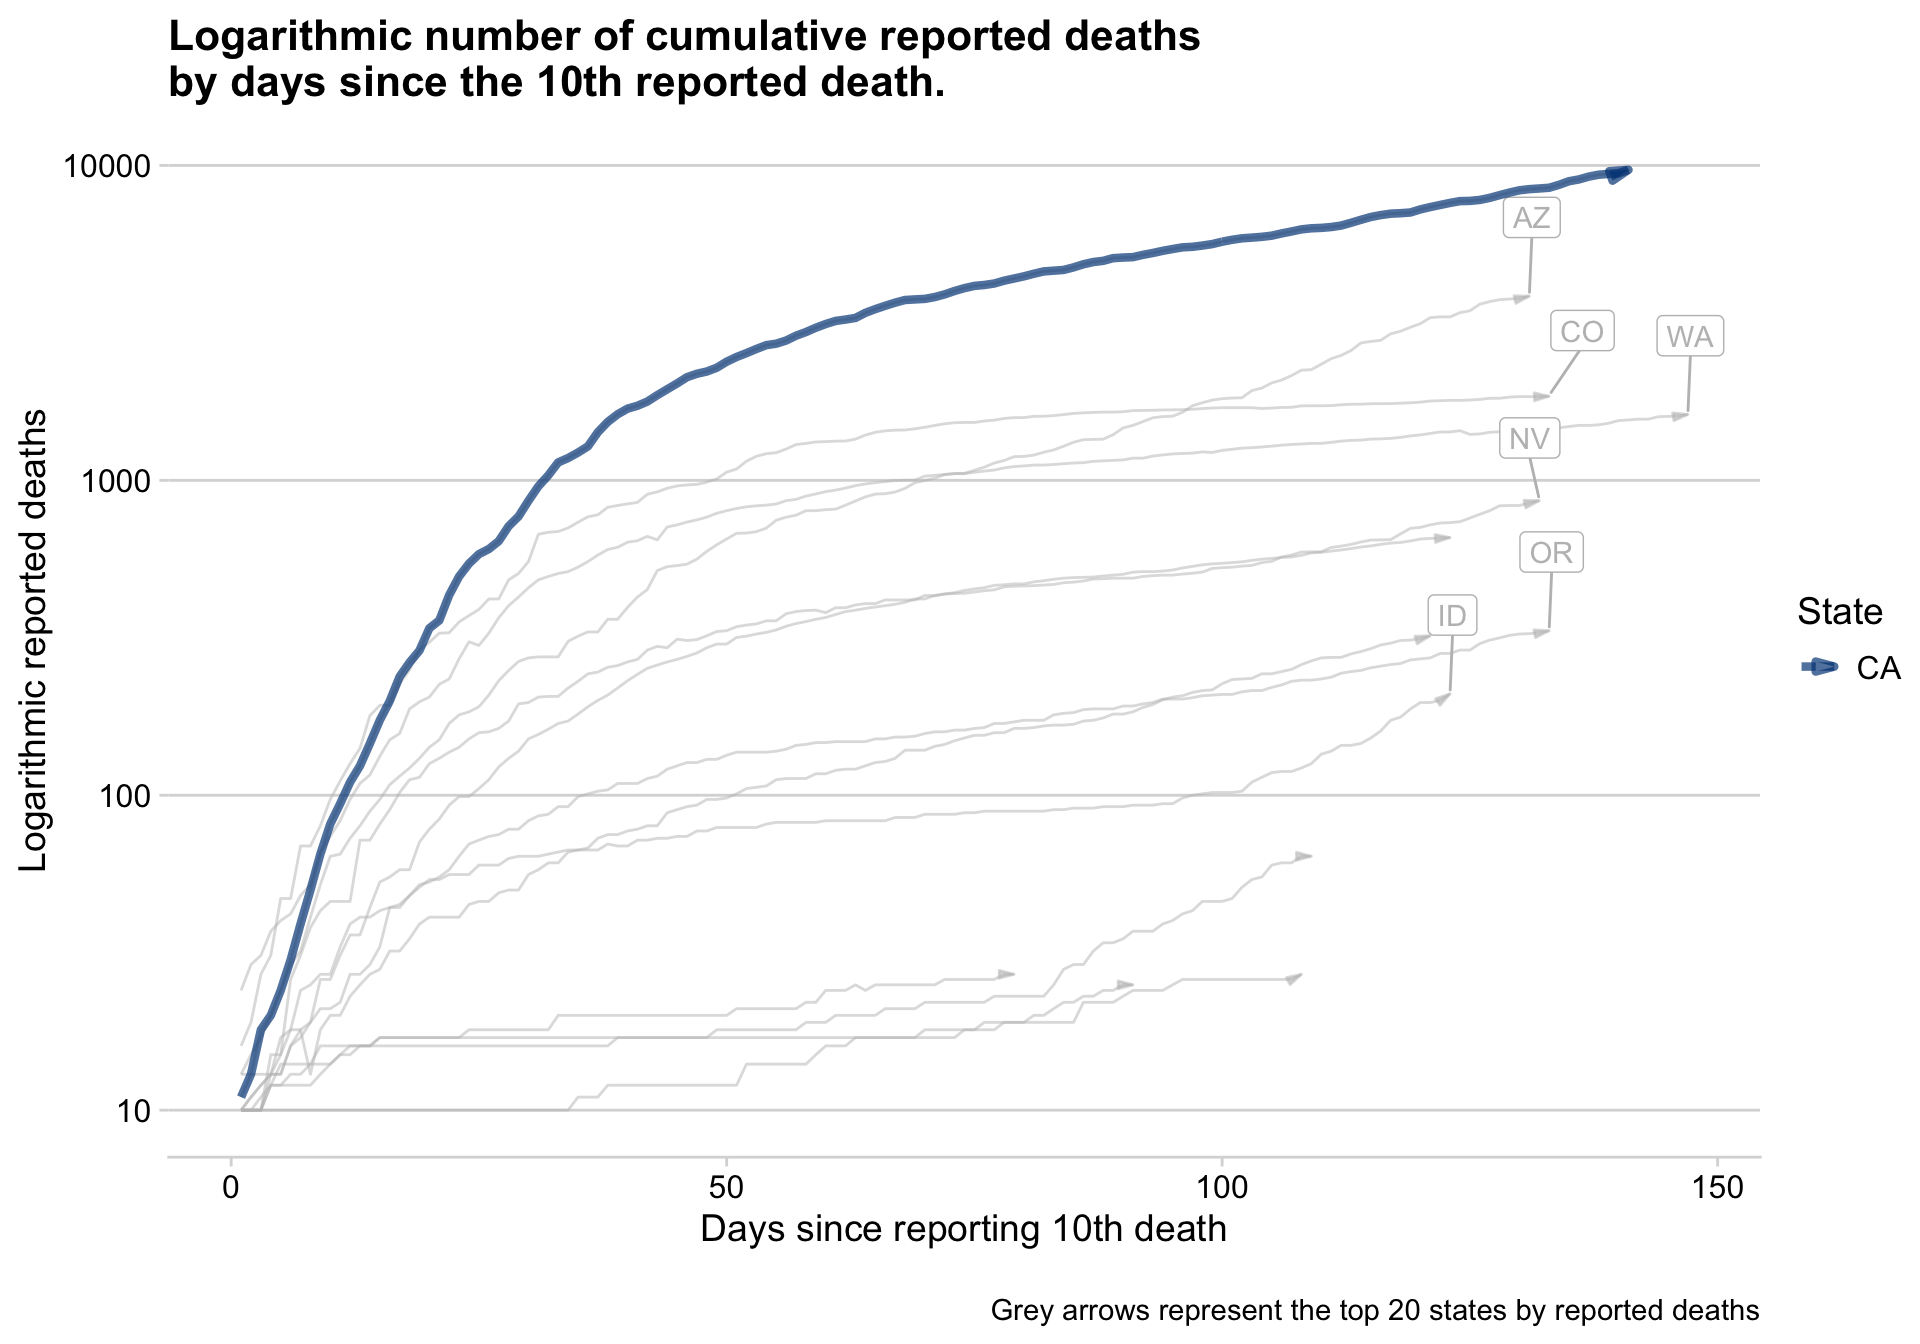 Logarithmic number of cumulative reported deaths
by days since the 10th reported death.
10000
1000
100
10
Logarithmic reported deaths
AZ
CO
WA
NV
OR
ID
State
CA
0
50
100
150
Days since reporting 10th death
Grey arrows represent the top 20 states by reported deaths